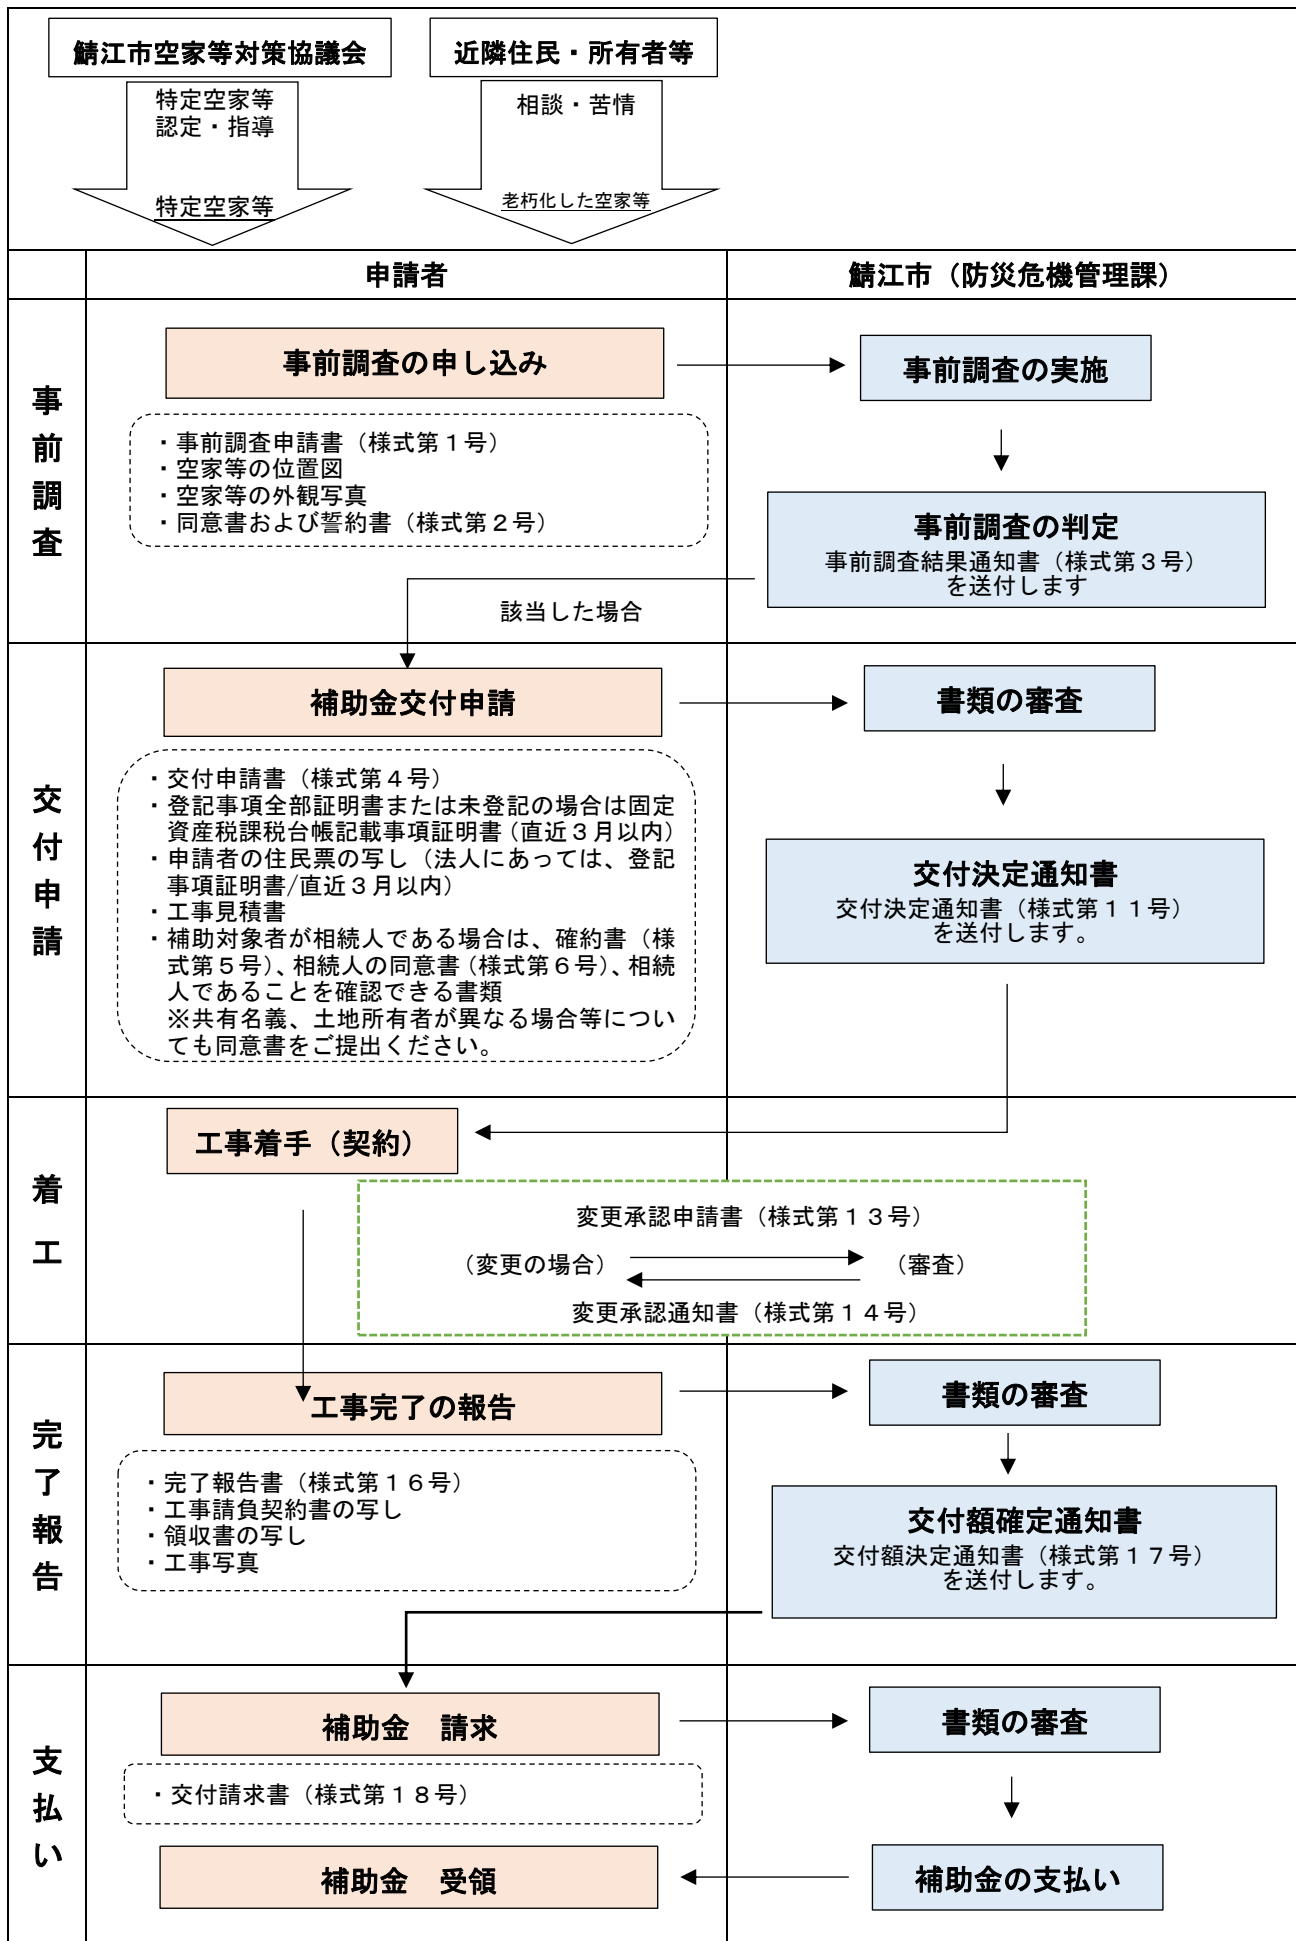 鯖江市空家等対策協議会
近隣住民・所有者等
特定空家等
認定・指導
特定空家等
相談・苦情
老朽化した空家等
申請者
鯖江市（防災危機管理課）
事前調査
事前調査の申し込み
事前調査の実施
・事前調査申請書（様式第１号）
・空家等の位置図
・空家等の外観写真
・同意書および誓約書（様式第２号）
事前調査の判定
事前調査結果通知書（様式第３号）
を送付します
該当した場合
交付申請
補助金交付申請
書類の審査
・交付申請書（様式第４号）
・登記事項全部証明書または未登記の場合は固定
資産税課税台帳記載事項証明書（直近３月以内）
・申請者の住民票の写し（法人にあっては、登記
事項証明書/直近３月以内）
・工事見積書
・補助対象者が相続人である場合は、確約書（様
式第５号）、相続人の同意書（様式第６号）、相続
人であることを確認できる書類
※共有名義、土地所有者が異なる場合等につい
ても同意書をご提出ください。
交付決定通知書
交付決定通知書（様式第１１号）
を送付します。
着工
工事着手（契約）
変更承認申請書（様式第１３号）
（変更の場合）
（審査）
変更承認通知書（様式第１４号）
完了報告
工事完了の報告
書類の審査
・完了報告書（様式第１６号）
・工事請負契約書の写し
・領収書の写し
・工事写真
交付額確定通知書
交付額決定通知書（様式第１７号）
を送付します。
支払い
補助金　請求
書類の審査
・交付請求書（様式第１８号）
補助金　受領
補助金の支払い